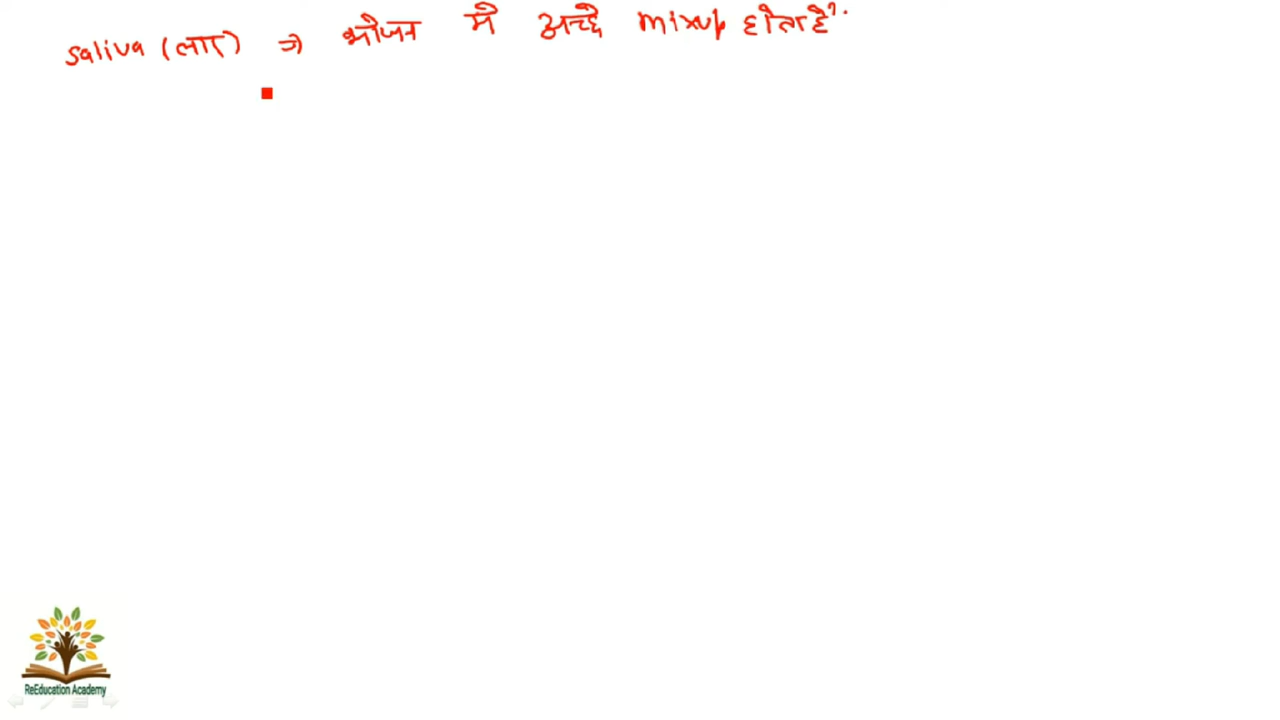 saliva (लार) ⇒ भोजन में अच्छे mixup होता है.
ReEducation Academy